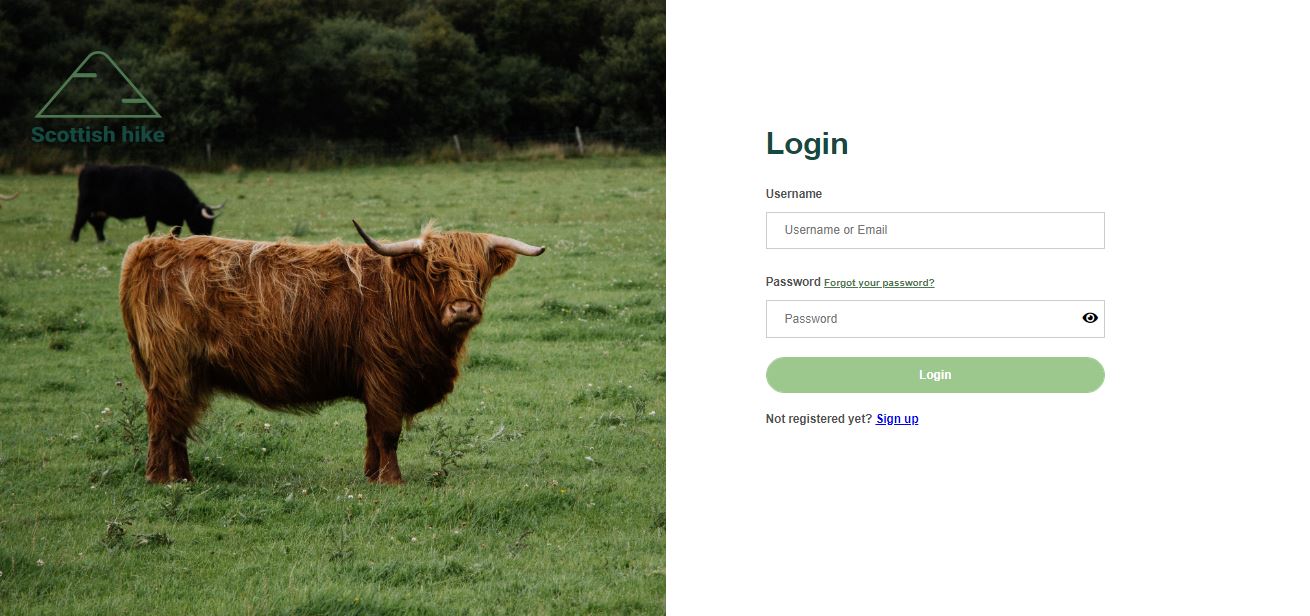 Scottish hike
Login
Username
Username or Email
Password Forgot your password?
Password
Login
Not registered yet? Sign up